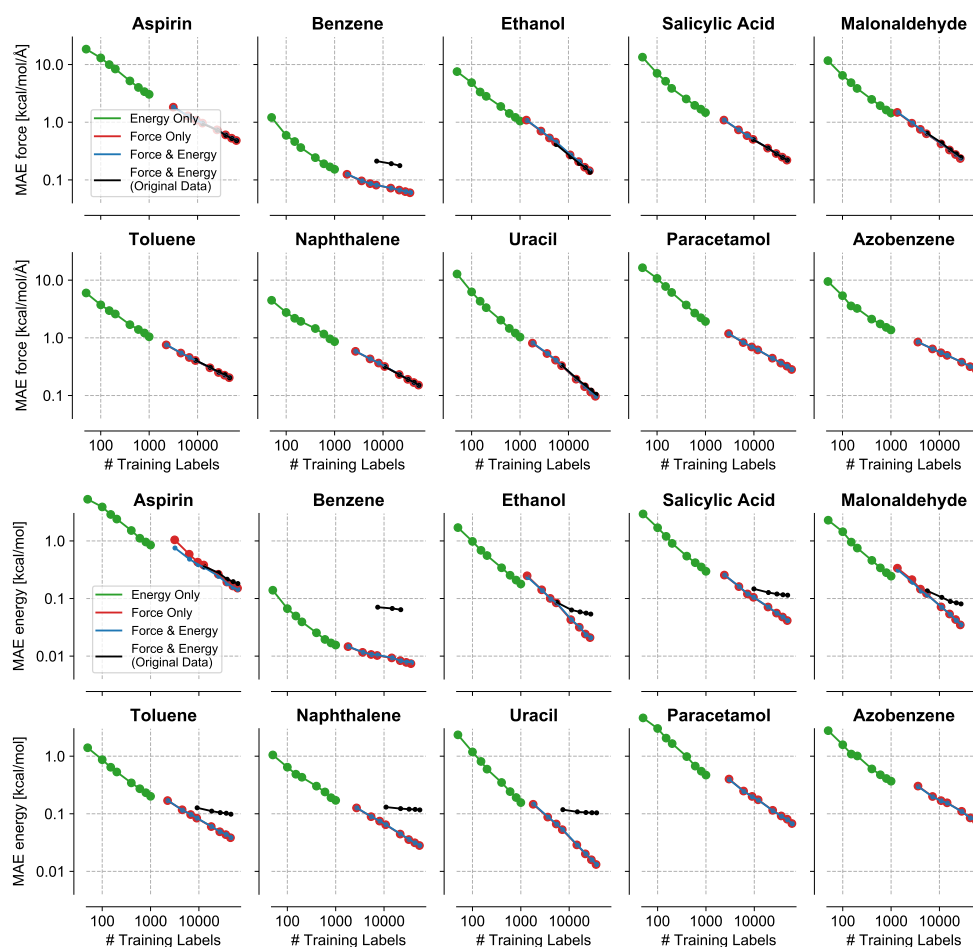 Aspirin Benzene Ethanol Salicylic Acid Malonaldehyde
MAE force [kcal/mol/Å]
10.0
1.0
0.1
Energy Only
Force Only
Force & Energy
Force & Energy
(Original Data)
Toluene Naphthalene Uracil Paracetamol Azobenzene
MAE force [kcal/mol/Å]
10.0
1.0
0.1
100 1000 10000 100 1000 10000 100 1000 10000 100 1000 10000 100 1000 10000
# Training Labels # Training Labels # Training Labels # Training Labels # Training Labels
Aspirin Benzene Ethanol Salicylic Acid Malonaldehyde
MAE energy [kcal/mol]
1.0
0.1
0.01
Energy Only
Force Only
Force & Energy
Force & Energy
(Original Data)
Toluene Naphthalene Uracil Paracetamol Azobenzene
MAE energy [kcal/mol]
1.0
0.1
0.01
100 1000 10000 100 1000 10000 100 1000 10000 100 1000 10000 100 1000 10000
# Training Labels # Training Labels # Training Labels # Training Labels # Training Labels